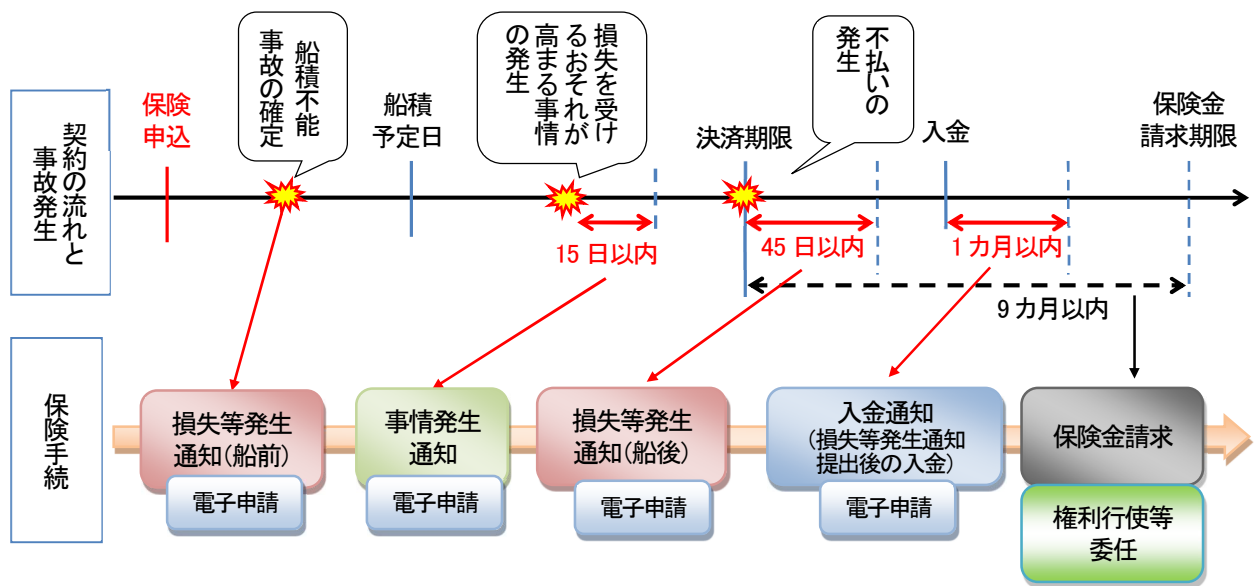 船積不能
事故の確定
損失を受け
るおそれが
高まる事情
の発生
不払いの
発生
契約の流れと
事故発生
保険
申込
船積
予定日
決済期限
入金
保険金
請求期限
15 日以内
45 日以内
1 カ月以内
9 カ月以内
保険手続
損失等発生
通知(船前)
電子申請
事情発生
通知
電子申請
損失等発生
通知(船後)
電子申請
入金通知
(損失等発生通知
提出後の入金)
電子申請
保険金請求
権利行使等
委任